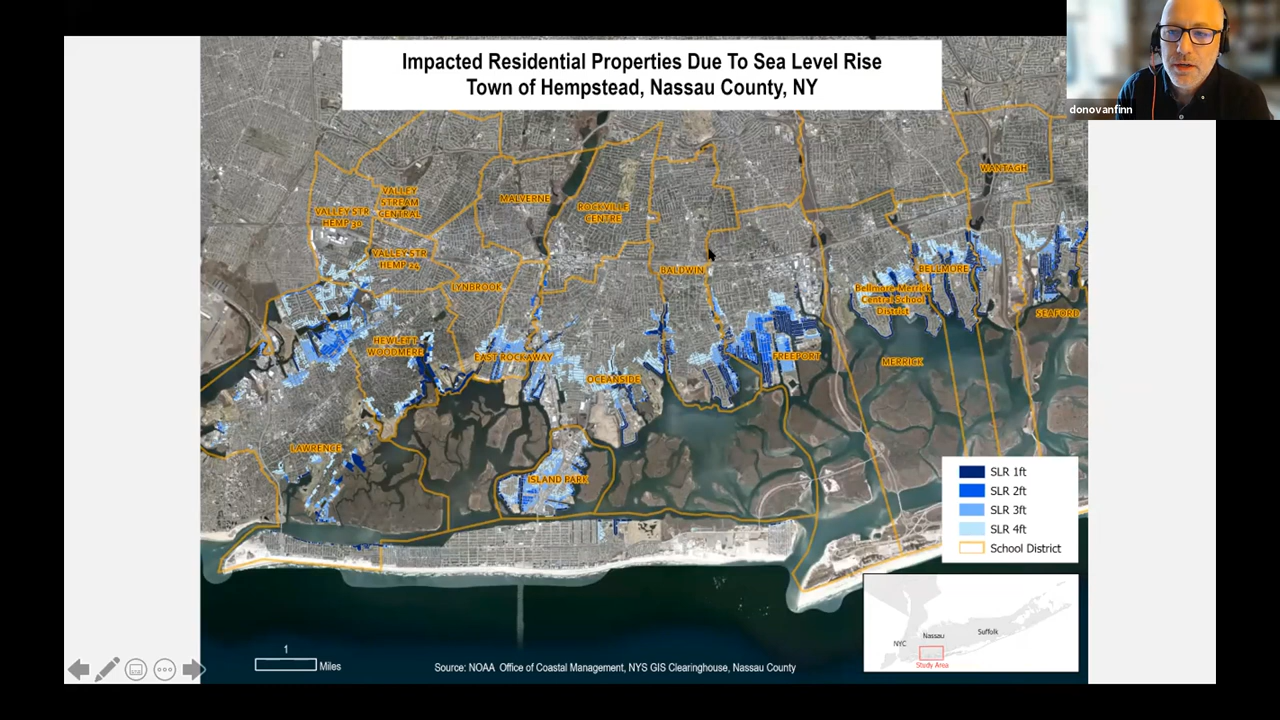 Impacted Residential Properties Due To Sea Level Rise
Town of Hempstead, Nassau County, NY
donovanfinn
WANTAGH
VALLEY
STREAM
CENTRAL
MALVERNE
VALLEY STR
HEMP 30
ROCKVILLE
CENTRE
VALLEY STR
HEMP 24
BALDWIN
BELLMORE
LYNBROOK
Bellmore-Merrick
Central School
District
SEAFORD
HEWLETT
WOODMERE
EAST ROCKAWAY
FREEPORT
MERRICK
OCEANSIDE
LAWRENCE
ISLAND PARK
SLR 1ft
SLR 2ft
SLR 3ft
SLR 4ft
School District
NYC
Nassau
Suffolk
Study Area
1
Miles
Source: NOAA Office of Coastal Management, NYS GIS Clearinghouse, Nassau County